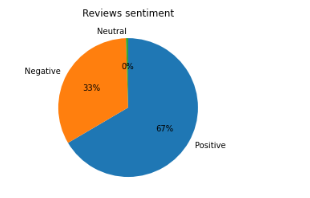 Reviews sentiment
Neutral
0%
Negative
33%
67%
Positive